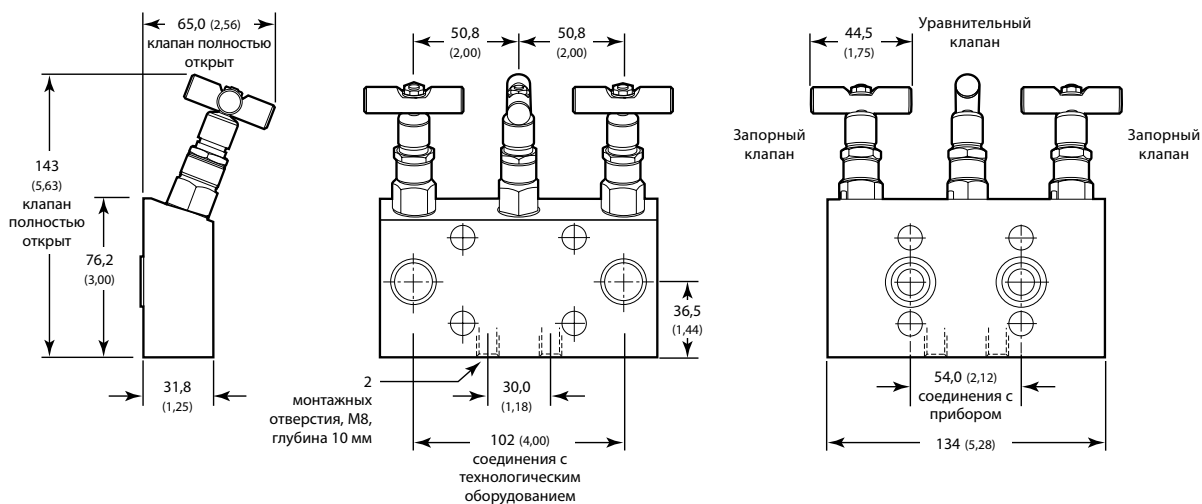 65,0 (2,56)
клапан полностью
открыт
143
(5,63)
клапан
полностью
открыт
76,2
(3,00)
31,8
(1,25)
50,8
(2,00)
50,8
(2,00)
36,5
(1,44)
2
монтажных
отверстия, M8,
глубина 10 мм
30,0
(1,18)
102 (4,00)
соединения с
технологическим
оборудованием
44,5
(1,75)
Уравнительный
клапан
Запорный
клапан
Запорный
клапан
54,0 (2,12)
соединения с
прибором
134 (5,28)